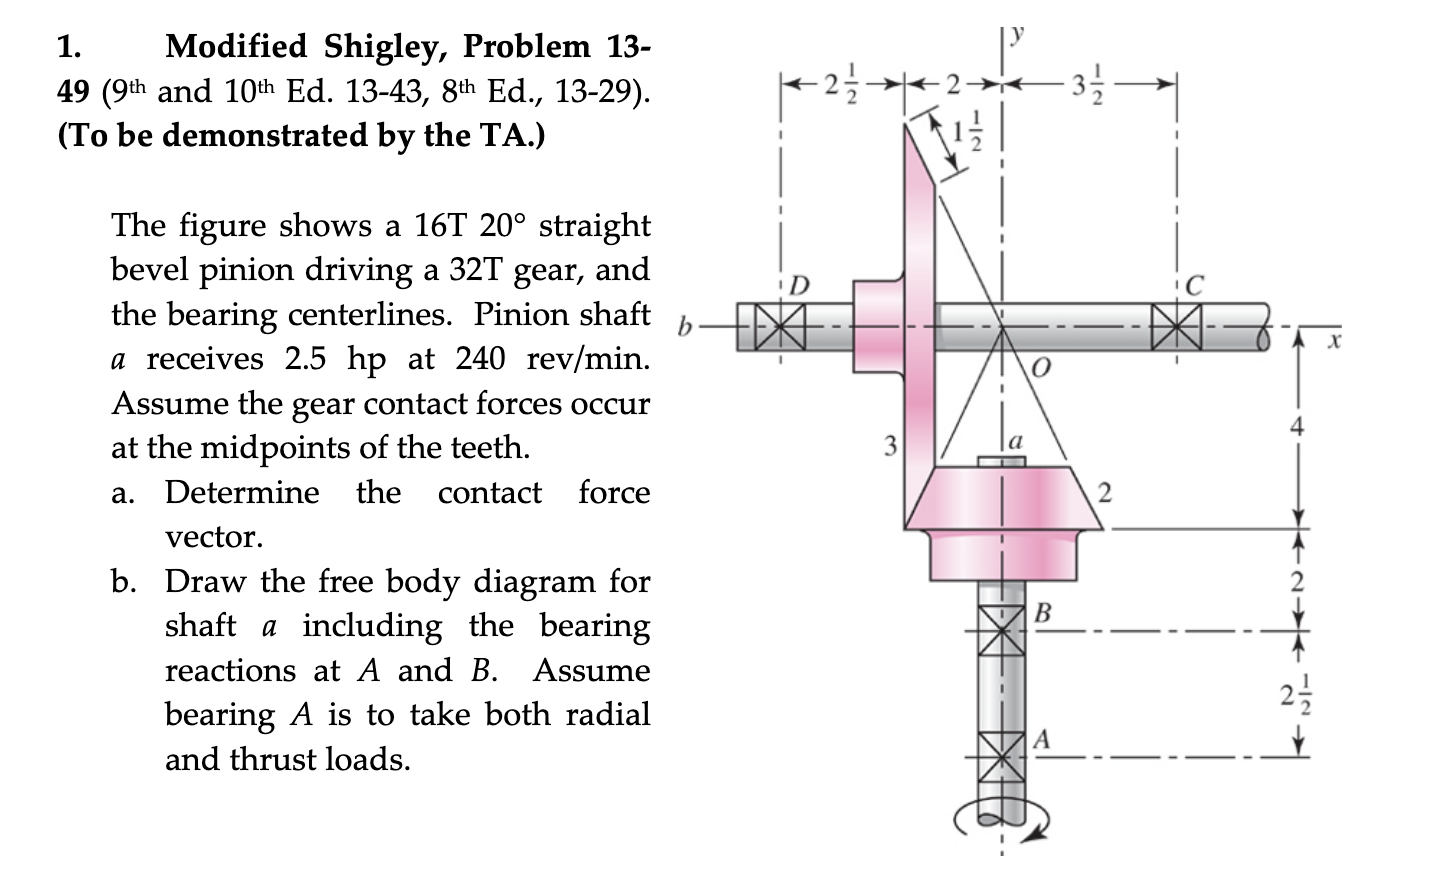 1. Modified Shigley, Problem 13-
49 (9th and 10th Ed. 13-43, 8th Ed., 13-29).
(To be demonstrated by the TA.)
The figure shows a 16T 20° straight
bevel pinion driving a 32T gear, and
the bearing centerlines. Pinion shaft
a receives 2.5 hp at 240 rev/min.
Assume the gear contact forces occur
at the midpoints of the teeth.
a. Determine the contact force
vector.
b. Draw the free body diagram for
shaft a including the bearing
reactions at A and B. Assume
bearing A is to take both radial
and thrust loads.
y
2 1/2
2
3 1/2
1 1/2
D
C
b
x
O
4
3
a
2
2
B
2 1/2
A